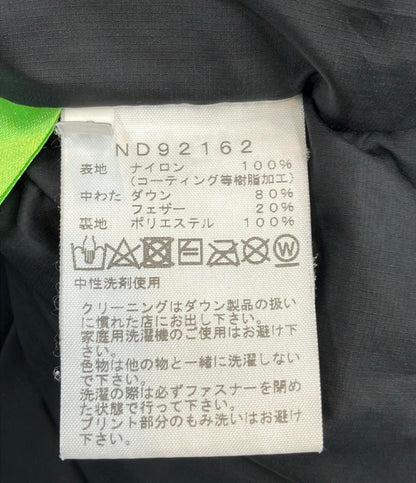 ND92162
表地 ナイロン 100%
(コーティング等樹脂加工)
中わた ダウン 80%
フェザー 20%
裏地 ポリエステル 100%
W
中性洗剤使用
クリーニングはダウン製品の扱い
に慣れた店にお出し下さい。
家庭用洗濯機のご使用はお避け下
さい。
色物は他の物と一緒に洗濯しない
で下さい。
洗濯の際は必ずファスナーを閉め
た状態で行って下さい。
プリント部分のもみ洗いはお避け
下さい。